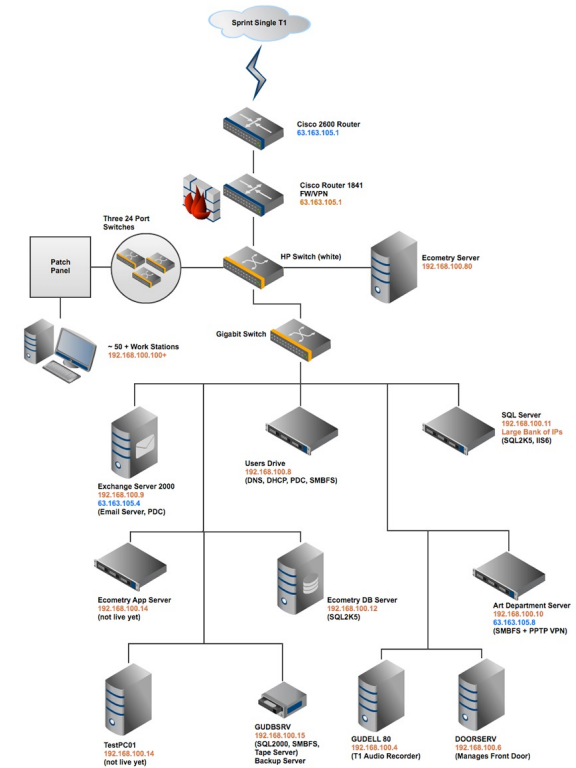 Sprint Single T1
Cisco 2600 Router
63.163.105.1
Cisco Router 1841
FW/VPN
63.163.105.1
Three 24 Port
Switches
HP Switch (white)
Ecometry Server
192.168.100.80
Patch
Panel
Gigabit Switch
~ 50 + Work Stations
192.168.100.100+
SQL Server
192.168.100.11
Large Bank of IPs
(SQL2K5, IIS6)
Users Drive
192.168.100.8
(DNS, DHCP, PDC, SMBFS)
Exchange Server 2000
192.168.100.9
63.163.105.4
(Email Server, PDC)
Ecometry App Server
192.168.100.14
(not live yet)
Ecometry DB Server
192.168.100.12
(SQL2K5)
Art Department Server
192.168.100.10
63.163.105.8
(SMBFS + PPTP VPN)
TestPC01
192.168.100.14
(not live yet)
GUDBSRV
192.168.100.15
(SQL2000, SMBFS,
Tape Server)
Backup Server
GUDELL 80
192.168.100.4
(T1 Audio Recorder)
DOORSERV
192.168.100.6
(Manages Front Door)